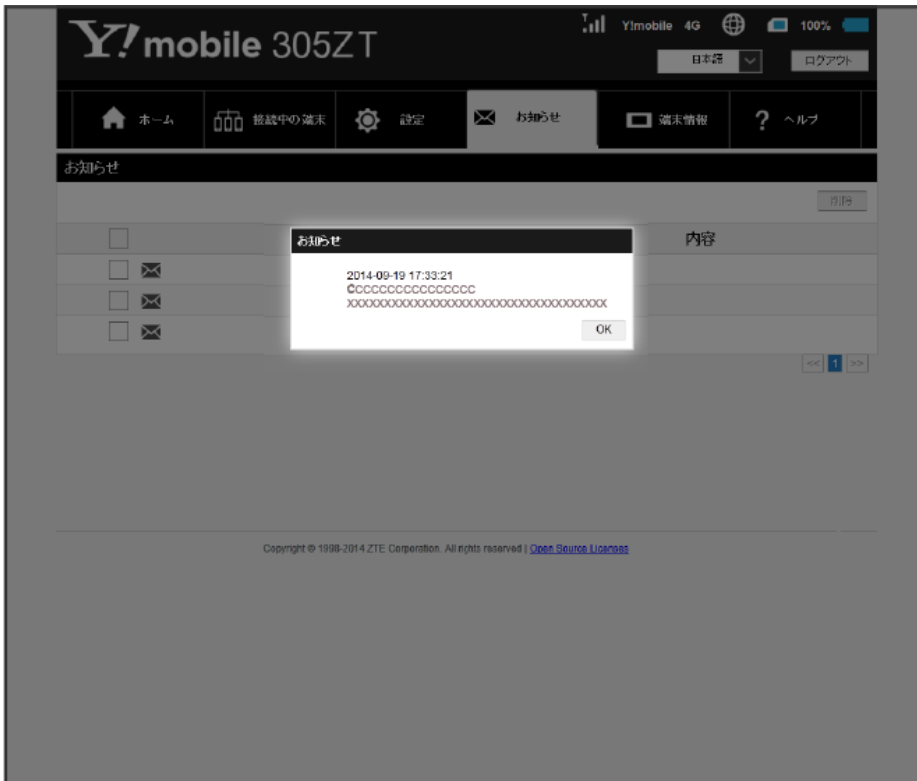 Y! mobile 305ZT
Y!mobile 4G 100%
日本語 ログアウト
ホーム 接続中の端末 設定 お知らせ 端末情報 ? ヘルプ
お知らせ
削除
内容
お知らせ
2014-09-19 17:33:21
CCCCCCCCCCCCCCCC
XXXXXXXXXXXXXXXXXXXXXXXXXXXXXXXXXXX
OK
<< 1 >>
Copyright © 1998-2014 ZTE Corporation. All rights reserved | Open Source Licenses